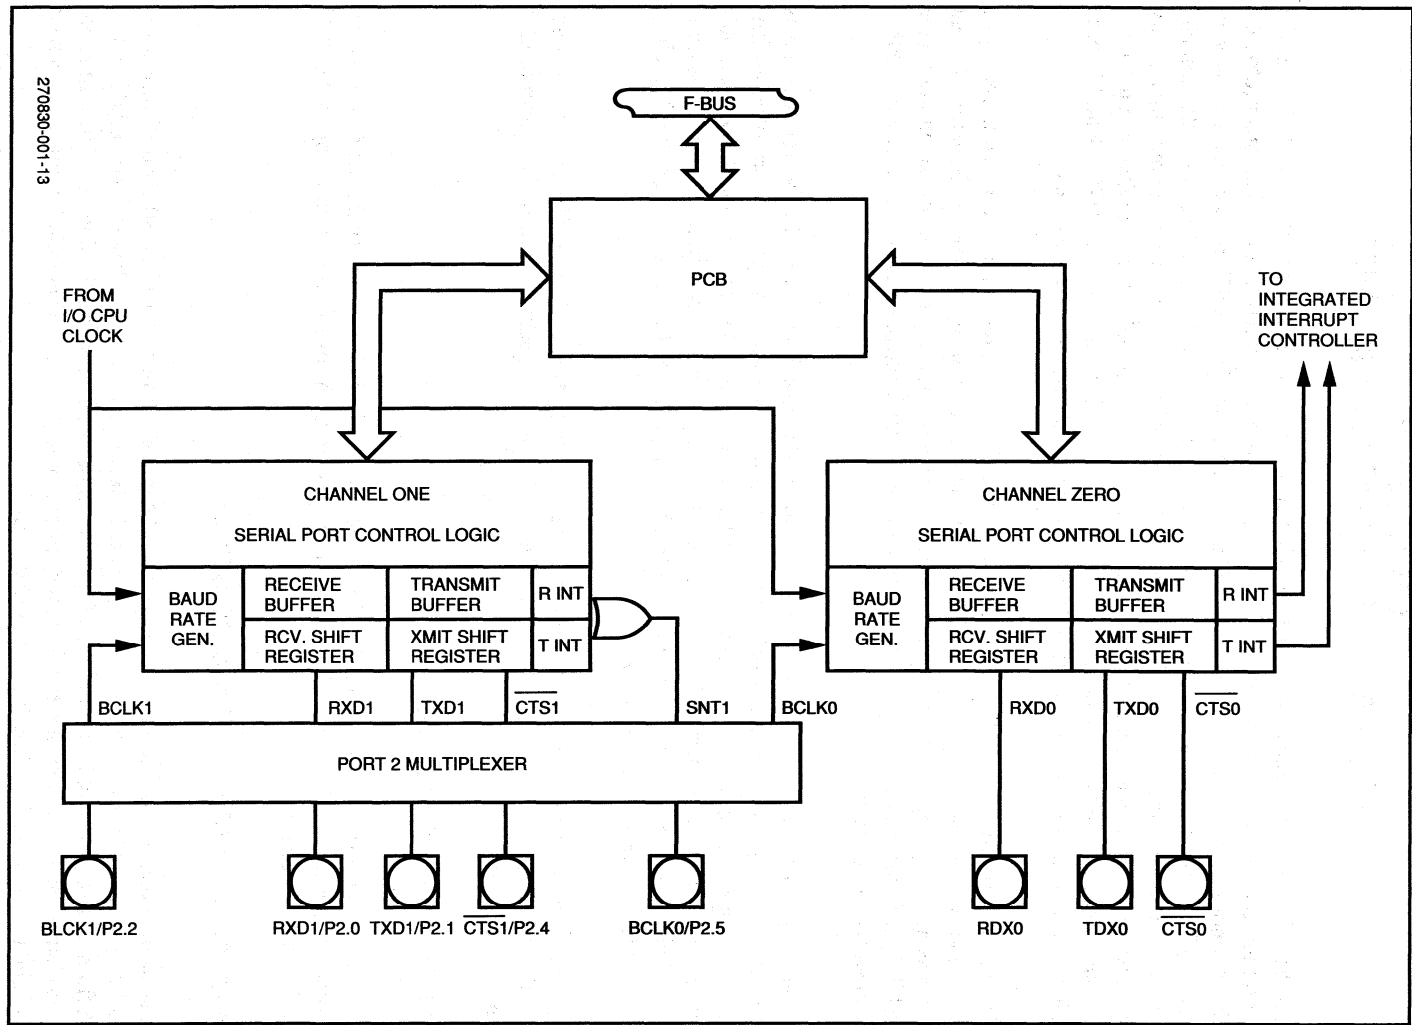 270830-001-13
F-BUS
PCB
FROM
I/O CPU
CLOCK
TO
INTEGRATED
INTERRUPT
CONTROLLER
CHANNEL ONE
SERIAL PORT CONTROL LOGIC
BAUD
RATE
GEN.
RECEIVE
BUFFER
TRANSMIT
BUFFER
R INT
RCV. SHIFT
REGISTER
XMIT SHIFT
REGISTER
T INT
CHANNEL ZERO
SERIAL PORT CONTROL LOGIC
BAUD
RATE
GEN.
RECEIVE
BUFFER
TRANSMIT
BUFFER
R INT
RCV. SHIFT
REGISTER
XMIT SHIFT
REGISTER
T INT
BCLK1
RXD1
TXD1
CTS1
SNT1
BCLK0
RXD0
TXD0
CTS0
PORT 2 MULTIPLEXER
BLCK1/P2.2
RXD1/P2.0
TXD1/P2.1
CTS1/P2.4
BCLK0/P2.5
RDX0
TDX0
CTS0